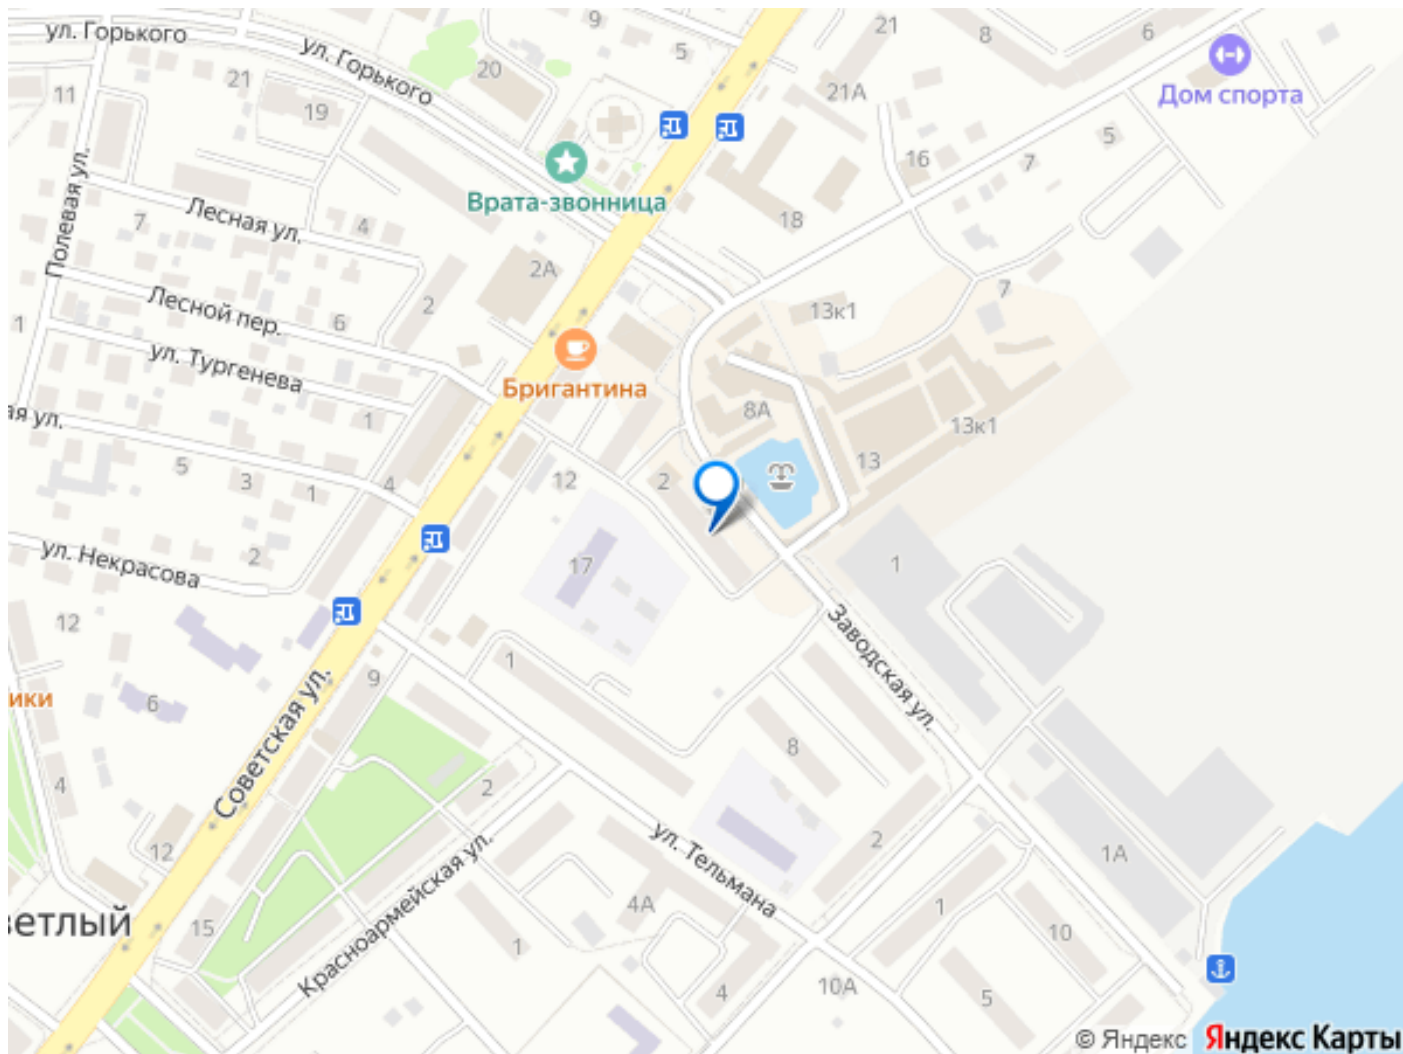 ул. Горького
ул. Горького
9
5
21
8
6
Дом спорта
20
21
19
11
21А
16
7
5
Врата-звонница
Полевая ул.
Лесная ул.
7
4
18
2А
2
Лесной пер.
6
1
ул. Тургенева
13к1
7
Бригантина
ая ул.
1
8А
13к1
5
3
1
4
12
2
13
ул. Некрасова
2
17
1
12
Заводская ул.
1
9
ики
6
Советская ул.
8
4
2
12
ул. Тельмана
2
1А
Красноармейская ул.
4А
1
ветлый
15
1
10
10А
4
5
© Яндекс
Яндекс Карты